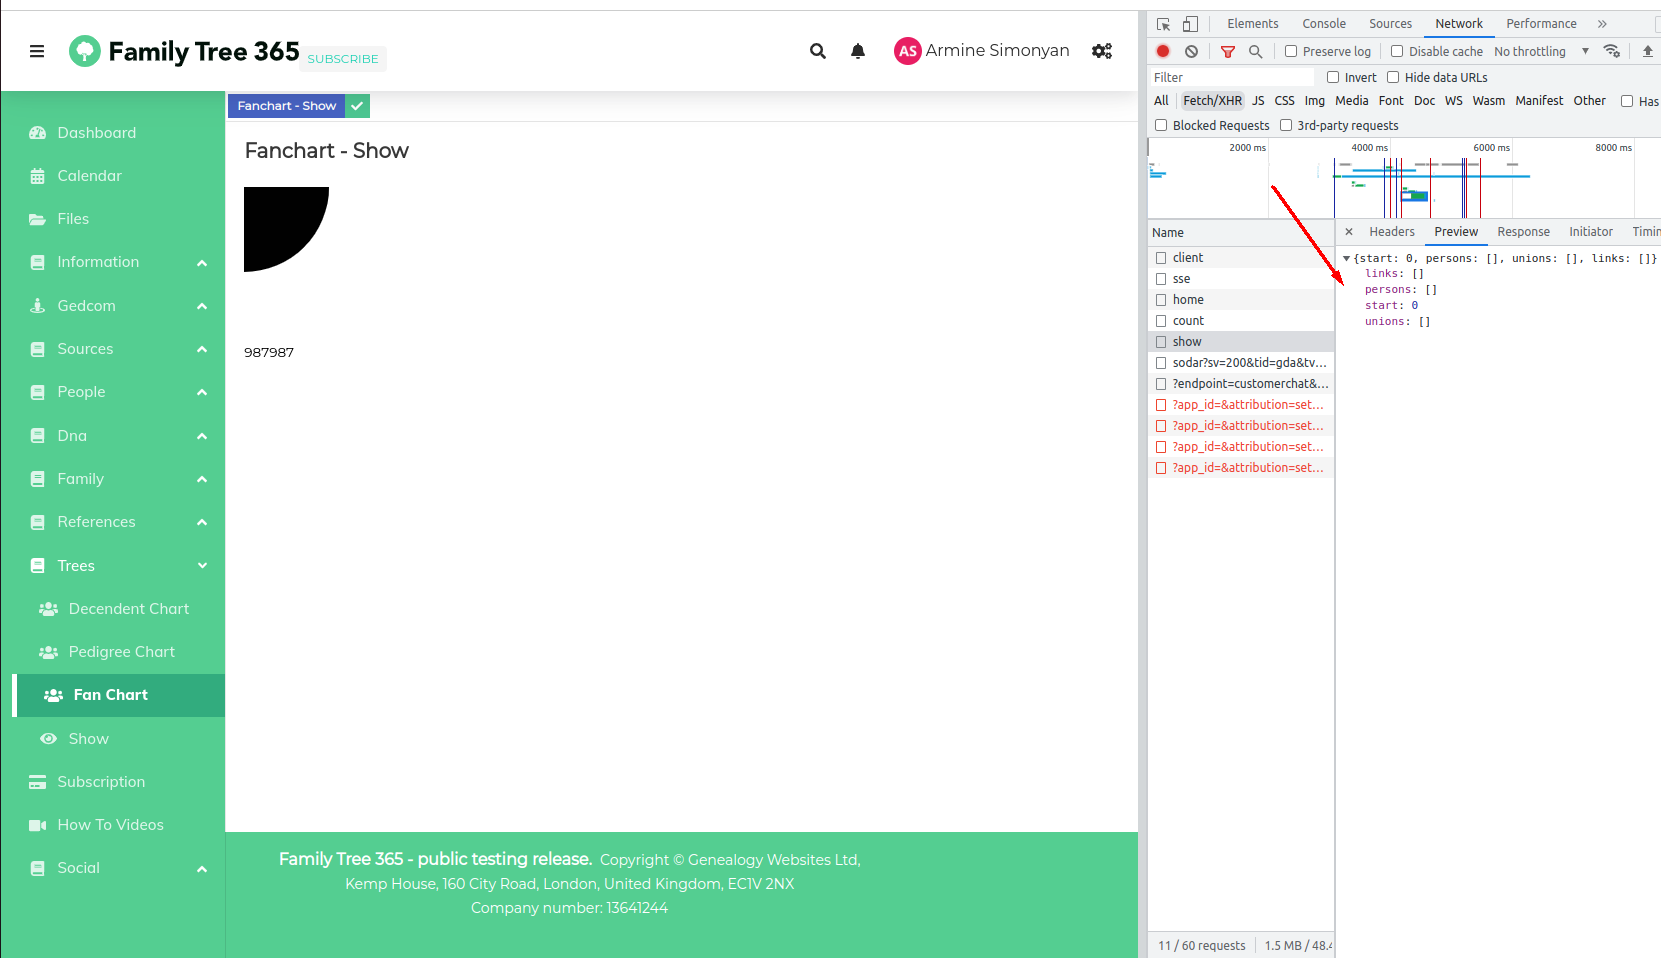 Family Tree 365
SUBSCRIBE
AS Armine Simonyan
Fanchart - Show
Dashboard
Calendar
Files
Information
Gedcom
Sources
People
Dna
Family
References
Trees
Decendent Chart
Pedigree Chart
Fan Chart
Show
Subscription
How To Videos
Social
Fanchart - Show
987987
Family Tree 365 - public testing release. Copyright © Genealogy Websites Ltd,
Kemp House, 160 City Road, London, United Kingdom, EC1V 2NX
Company number: 13641244
Elements Console Sources Network Performance »
Preserve log Disable cache No throttling
Filter Invert Hide data URLs
All Fetch/XHR JS CSS Img Media Font Doc WS Wasm Manifest Other Has
Blocked Requests 3rd-party requests
2000 ms 4000 ms 6000 ms 8000 ms
Name
client
sse
home
count
show
sodar?sv=200&tid=gda&tv...
?endpoint=customerchat&...
?app_id=&attribution=set...
?app_id=&attribution=set...
?app_id=&attribution=set...
?app_id=&attribution=set...
11 / 60 requests 1.5 MB / 48.4
× Headers Preview Response Initiator Timin
{start: 0, persons: [], unions: [], links: []}
links: []
persons: []
start: 0
unions: []